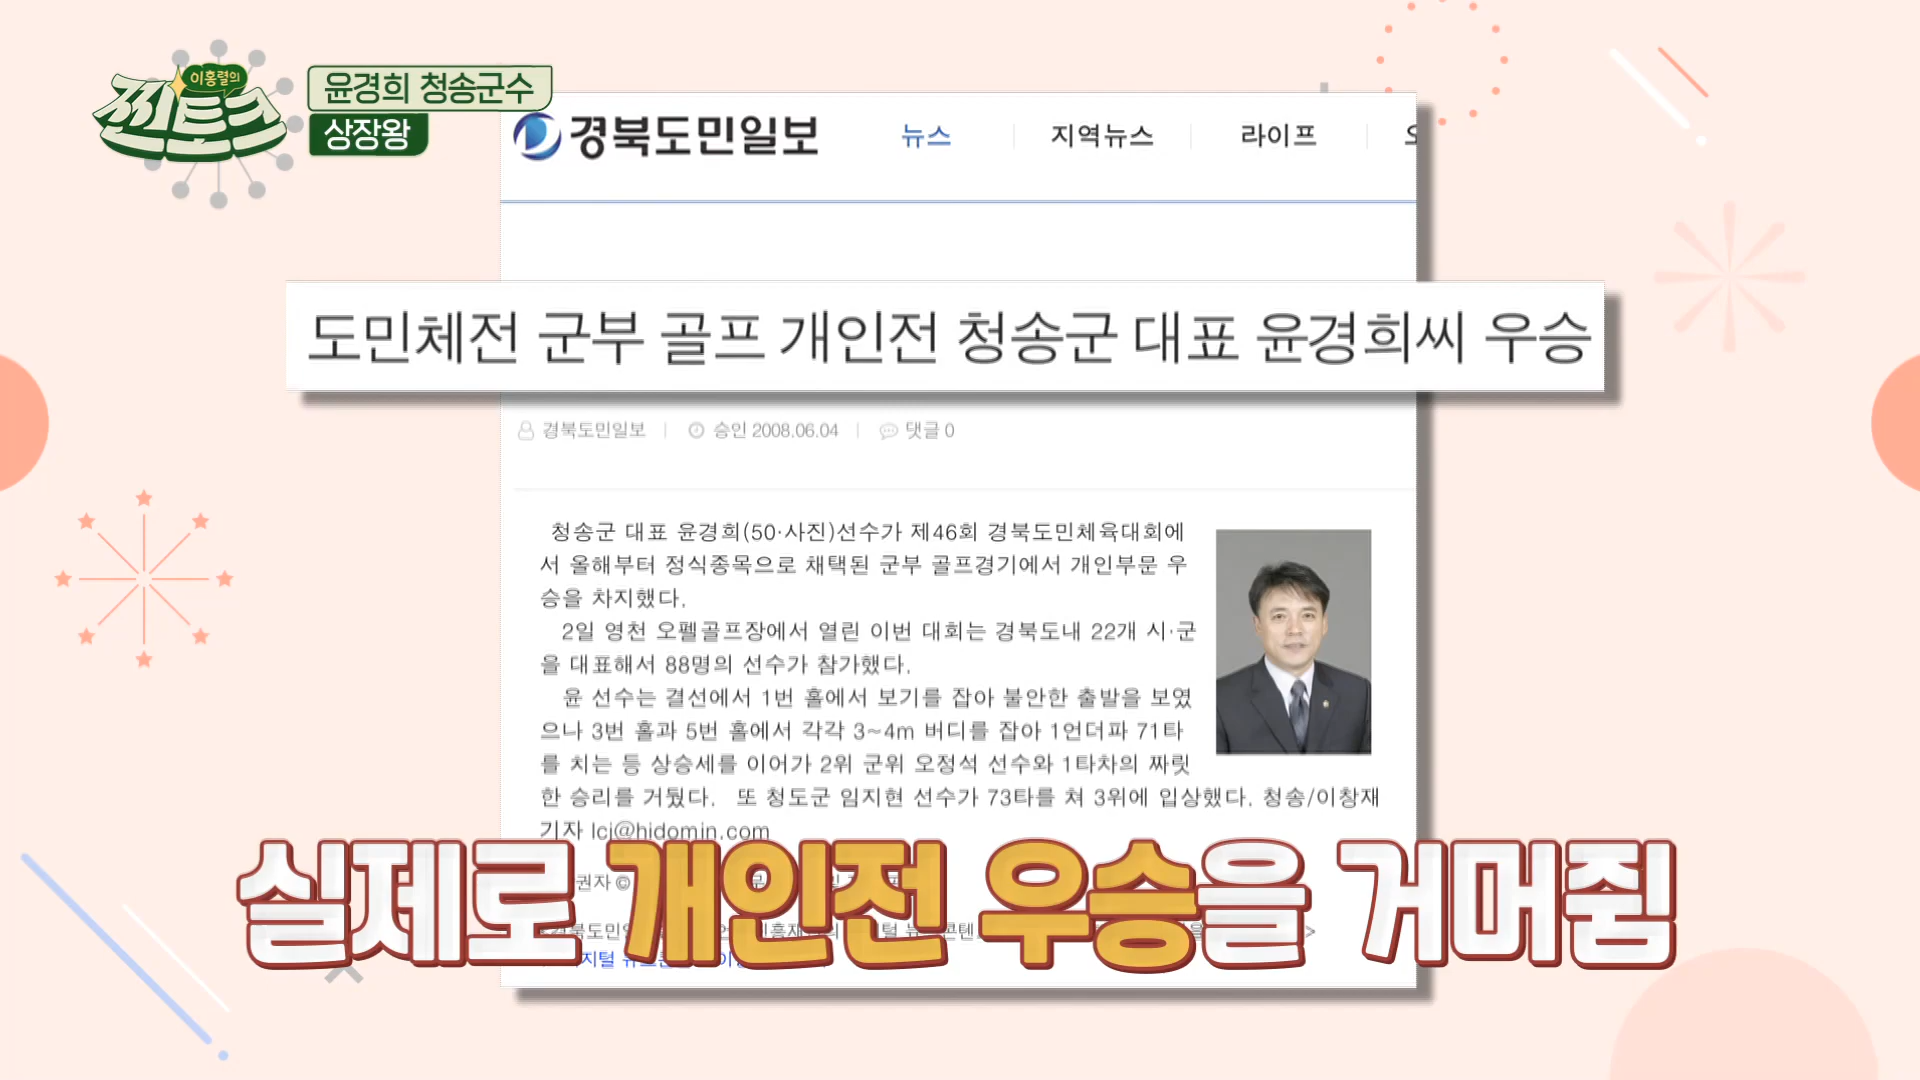 이홍렬의
찐토크
윤경희 청송군수
상장왕
경북도민일보
뉴스
지역뉴스
라이프
도민체전 군부 골프 개인전 청송군 대표 윤경희씨 우승
경북도민일보
승인 2008.06.04
댓글 0
청송군 대표 윤경희(50·사진)선수가 제46회 경북도민체육대회에
서 올해부터 정식종목으로 채택된 군부 골프경기에서 개인부문 우
승을 차지했다.
2일 영천 오펠골프장에서 열린 이번 대회는 경북도내 22개 시·군
을 대표해서 88명의 선수가 참가했다.
윤 선수는 결선에서 1번 홀에서 보기를 잡아 불안한 출발을 보였
으나 3번 홀과 5번 홀에서 각각 3~4m 버디를 잡아 1언더파 71타
를 치는 등 상승세를 이어가 2위 군위 오정석 선수와 1타차의 짜릿
한 승리를 거뒀다. 또 청도군 임지현 선수가 73타를 쳐 3위에 입상했다. 청송/이창재
기자 lcj@hidomin.com
실제로 개인전 우승을 거머쥠